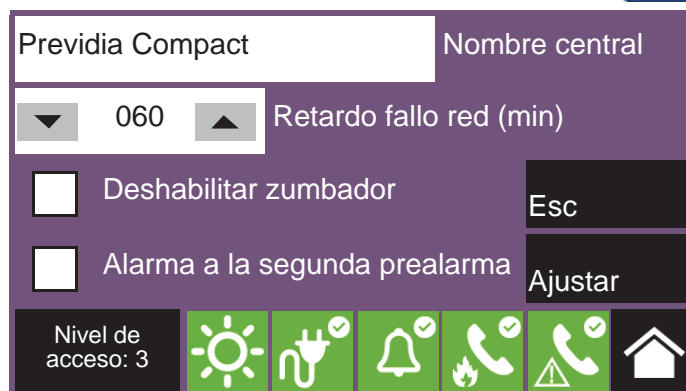 Previdia Compact Nombre central
060 Retardo fallo red (min)
Deshabilitar zumbador
Esc
Alarma a la segunda prealarma
Ajustar
Nivel de
acceso: 3